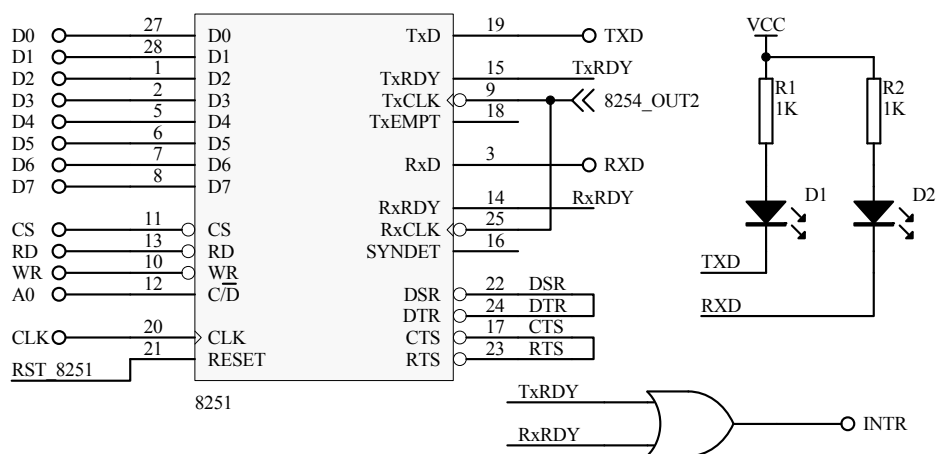 D0 27 D0 TxD 19 TXD
D1 28 D1
D2 1 D2 TxRDY 15 TxRDY
D3 2 D3 TxCLK 9 8254_OUT2
D4 5 D4 TxEMPT 18
D5 6 D5
D6 7 D6 RxD 3 RXD
D7 8 D7
RxRDY 14 RxRDY
CS 11 CS RxCLK 25
RD 13 RD SYNDET 16
WR 10 WR
A0 12 C/D DSR 22 DSR
DTR 24 DTR
CLK 20 CLK CTS 17 CTS
RST_8251 21 RESET RTS 23 RTS
8251
VCC
R1
1K
R2
1K
D1
D2
TXD
RXD
TxRDY
RxRDY
INTR